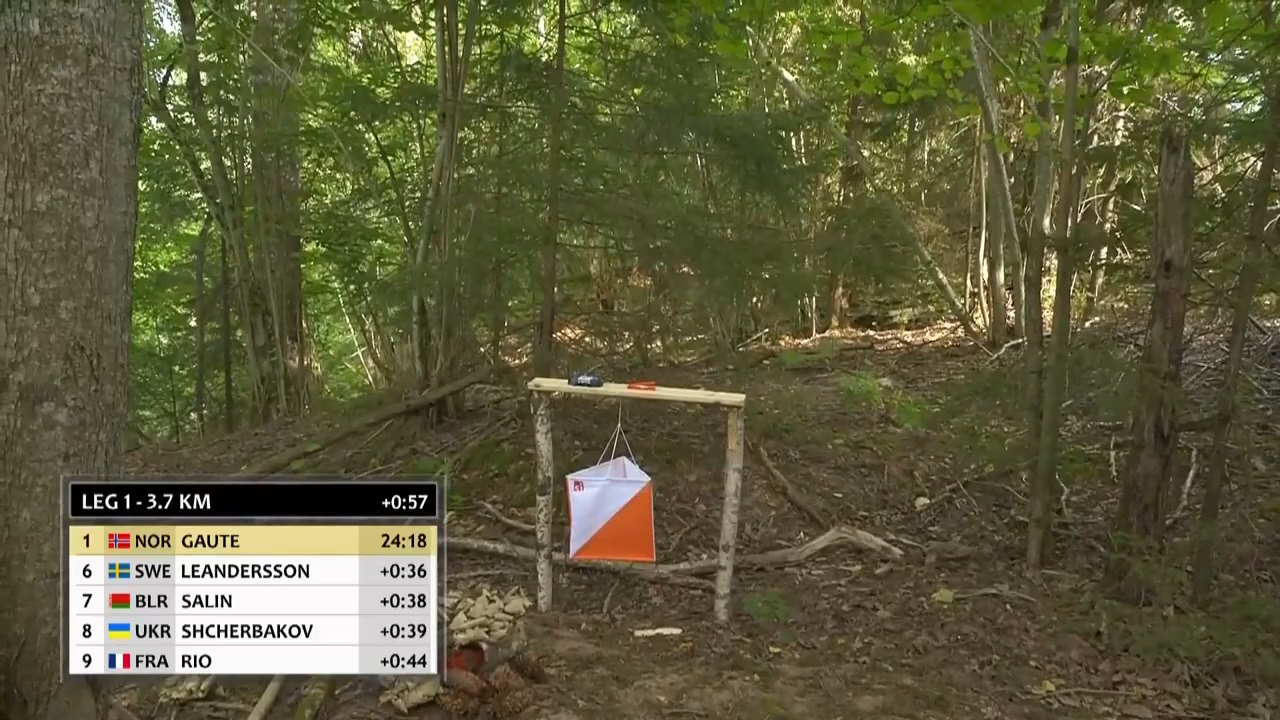 LEG 1 - 3.7 KM +0:57
1 NOR GAUTE 24:18
6 SWE LEANDERSSON +0:36
7 BLR SALIN +0:38
8 UKR SHCHERBAKOV +0:39
9 FRA RIO +0:44